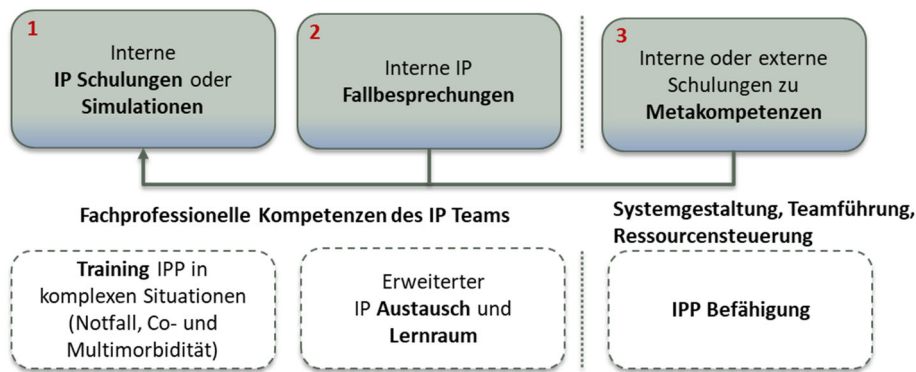 1
Interne
IP Schulungen oder
Simulationen
2
Interne IP
Fallbesprechungen
3
Interne oder externe
Schulungen zu
Metakompetenzen
Fachprofessionelle Kompetenzen des IP Teams
Systemgestaltung, Teamführung,
Ressourcensteuerung
Training IPP in
komplexen Situationen
(Notfall, Co- und
Multimorbidität)
Erweiterter
IP Austausch und
Lernraum
IPP Befähigung